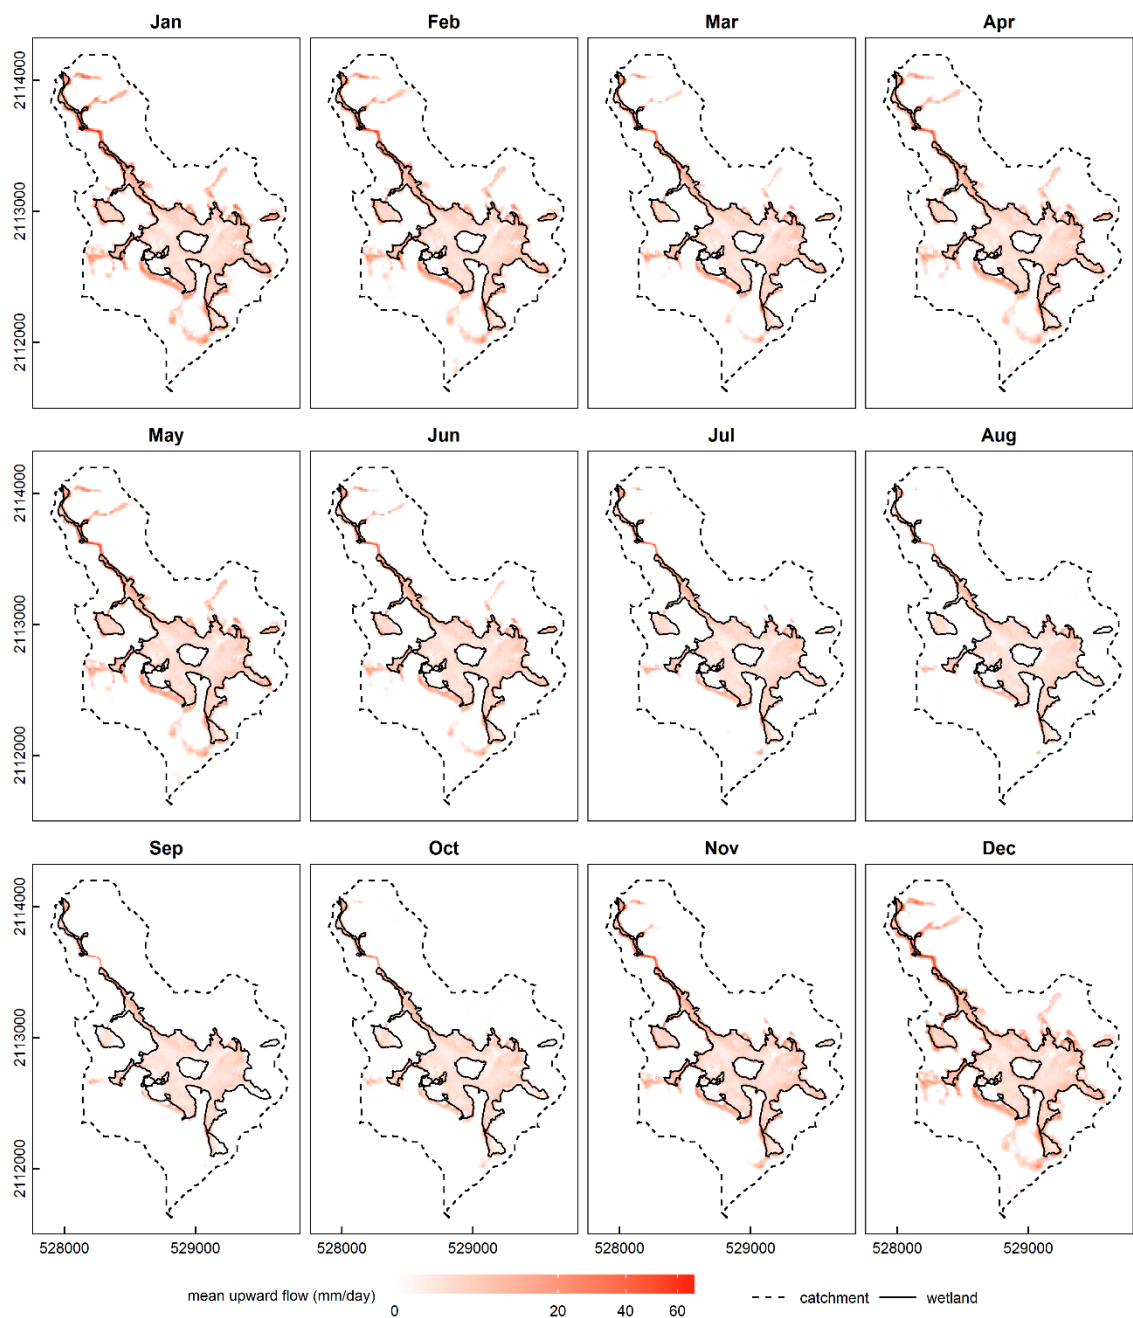 Jan Feb Mar Apr
2114000
2113000
2112000
May Jun Jul Aug
2114000
2113000
2112000
Sep Oct Nov Dec
2114000
2113000
2112000
528000 529000 528000 529000 528000 529000 528000 529000
mean upward flow (mm/day) 0 20 40 60 catchment wetland